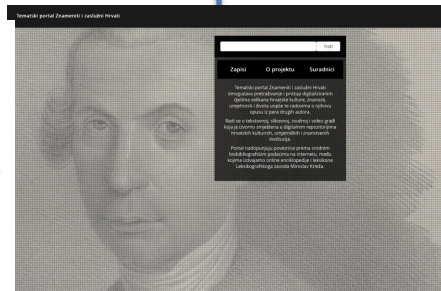 Tematski portal Znameniti i zaslužni Hrvati
Traži
Zapisi O projektu Suradnici
Tematski portal Znameniti i zaslužni Hrvati
omogućava pretraživanje i pristup digitaliziranim
djelima velikana hrvatske kulture, znanosti,
umjetnosti i života uopće te radovima o njihovu
opusu iz pera drugih autora.
Radi se o tekstovnoj, slikovnoj, zvučnoj i video građi
koja je izvorno smještena u digitalnim repozitorijima
hrvatskih kulturnih, umjetničkih i znanstvenih
institucija.
Portal nadopunjuju poveznice prema srodnim
biobibliografskim podacima na internetu, među
kojima izdvajamo online enciklopedije i leksikone
Leksikografskoga zavoda Miroslav Krleža.